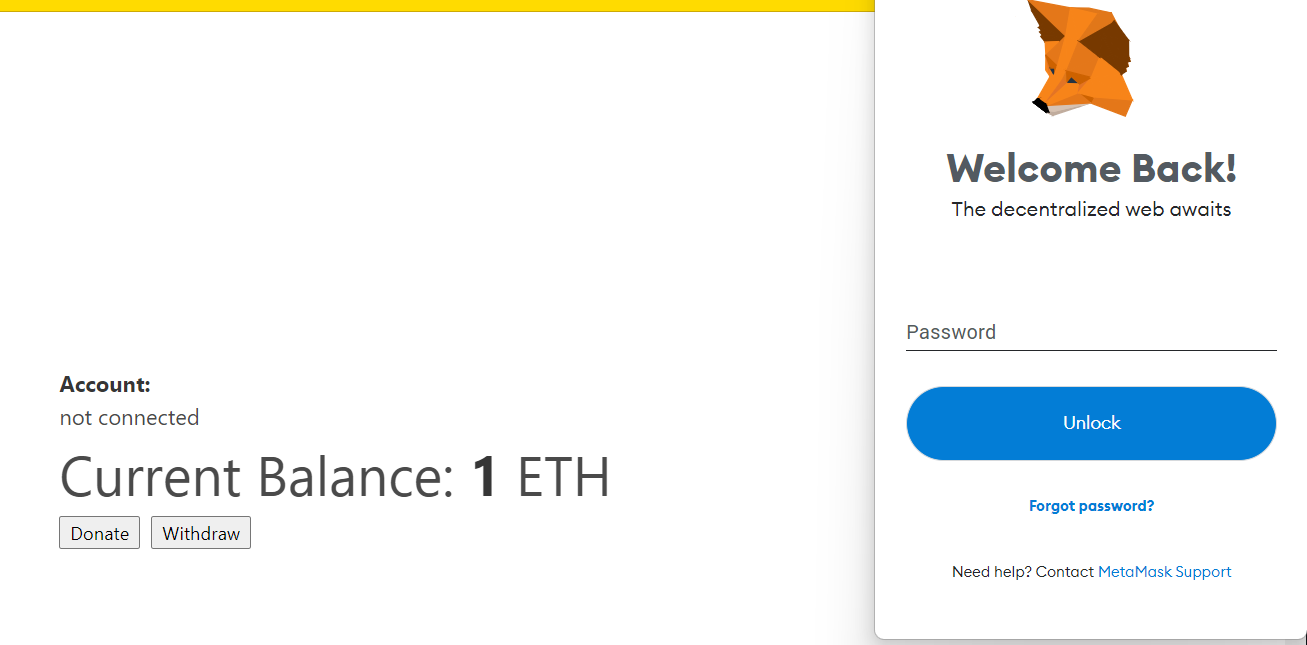 Account:
not connected
Current Balance: 1 ETH
Donate Withdraw
Welcome Back!
The decentralized web awaits
Password
Unlock
Forgot password?
Need help? Contact MetaMask Support